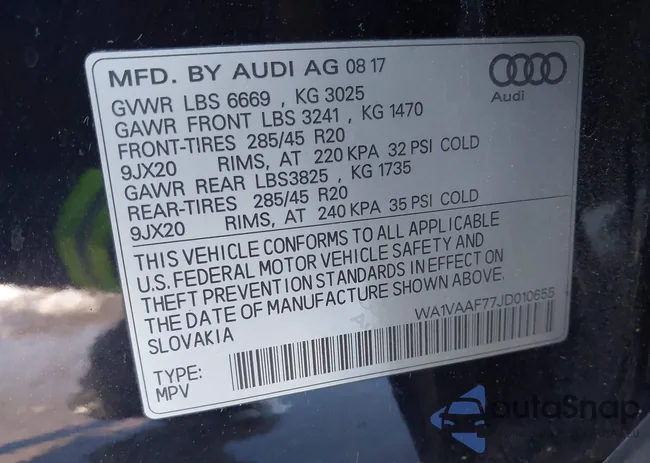 MFD. BY AUDI AG 08 17
Audi
GVWR LBS 6669 , KG 3025
GAWR FRONT LBS 3241 , KG 1470
FRONT-TIRES 285/45 R20
9JX20 RIMS, AT 220 KPA 32 PSI COLD
GAWR REAR LBS3825 , KG 1735
REAR-TIRES 285/45 R20
9JX20 RIMS, AT 240 KPA 35 PSI COLD
THIS VEHICLE CONFORMS TO ALL APPLICABLE
U.S. FEDERAL MOTOR VEHICLE SAFETY AND
THEFT PREVENTION STANDARDS IN EFFECT ON
THE DATE OF MANUFACTURE SHOWN ABOVE.
SLOVAKIA
WA1VAAF77JD010655
TYPE:
MPV
autoSnap